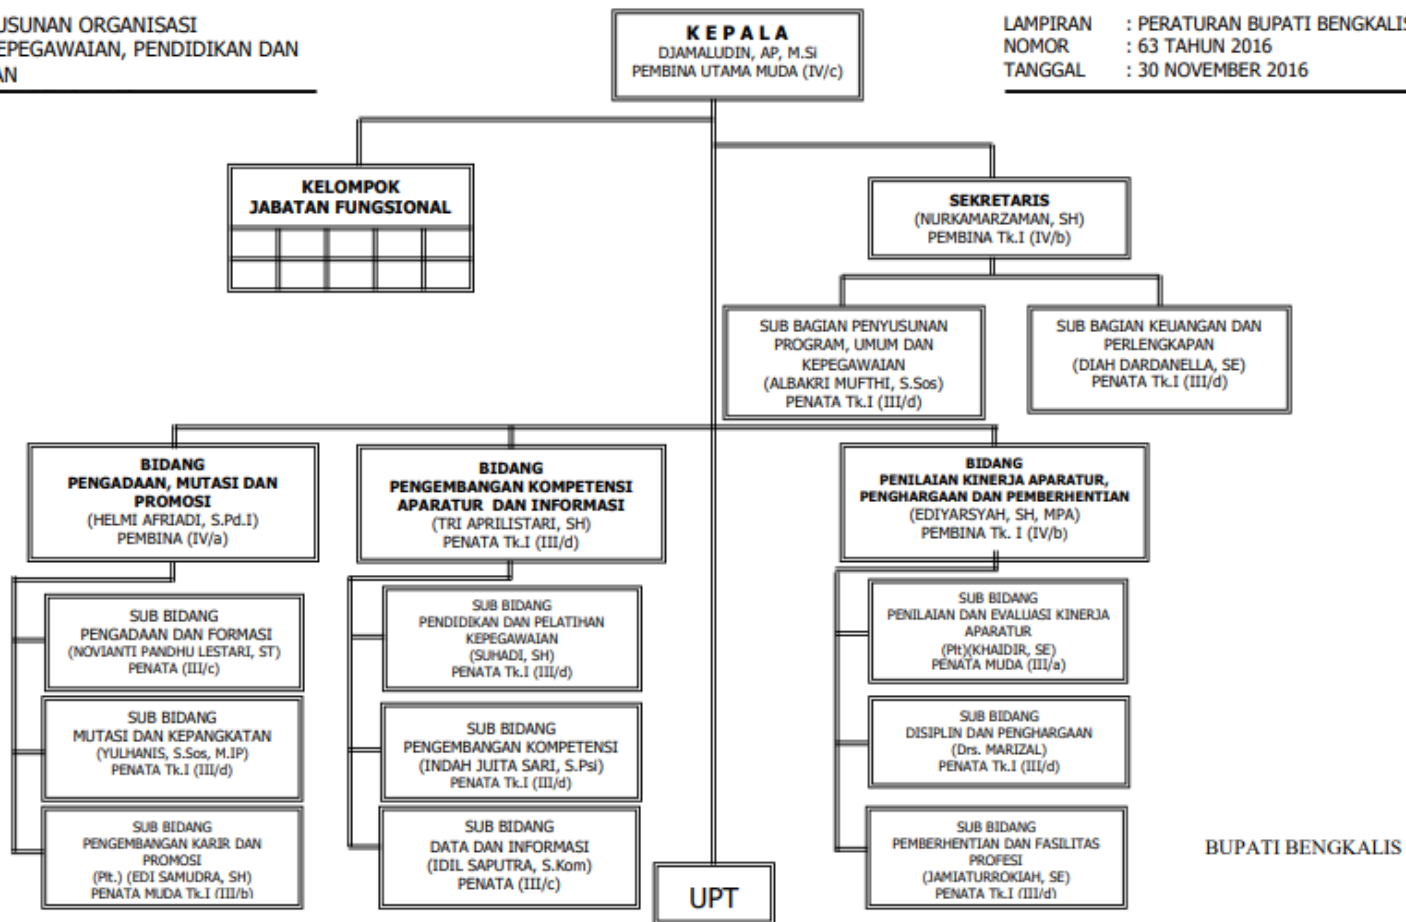 USUNAN ORGANISASI
EPEGAWAIAN, PENDIDIKAN DAN
AN
KEPALA
DJAMALUDIN, AP, M.Si
PEMBINA UTAMA MUDA (IV/c)
LAMPIRAN : PERATURAN BUPATI BENGKALIS
NOMOR : 63 TAHUN 2016
TANGGAL : 30 NOVEMBER 2016
KELOMPOK
JABATAN FUNGSIONAL
SEKRETARIS
(NURKAMARZAMAN, SH)
PEMBINA Tk.I (IV/b)
SUB BAGIAN PENYUSUNAN
PROGRAM, UMUM DAN
KEPEGAWAIAN
(ALBAKRI MUFTHI, S.Sos)
PENATA Tk.I (III/d)
SUB BAGIAN KEUANGAN DAN
PERLENGKAPAN
(DIAH DARDANELLA, SE)
PENATA Tk.I (III/d)
BIDANG
PENGADAAN, MUTASI DAN
PROMOSI
(HELMI AFRIADI, S.Pd.I)
PEMBINA (IV/a)
BIDANG
PENGEMBANGAN KOMPETENSI
APARATUR DAN INFORMASI
(TRI APRILISTARI, SH)
PENATA Tk.I (III/d)
BIDANG
PENILAIAN KINERJA APARATUR,
PENGHARGAAN DAN PEMBERHENTIAN
(EDIYARSYAH, SH, MPA)
PEMBINA Tk. I (IV/b)
SUB BIDANG
PENGADAAN DAN FORMASI
(NOVIANTI PANDHU LESTARI, ST)
PENATA (III/c)
SUB BIDANG
MUTASI DAN KEPANGKATAN
(YULHANIS, S.Sos, M.IP)
PENATA Tk.I (III/d)
SUB BIDANG
PENGEMBANGAN KARIR DAN
PROMOSI
(Plt.) (EDI SAMUDRA, SH)
PENATA MUDA Tk.I (III/b)
SUB BIDANG
PENDIDIKAN DAN PELATIHAN
KEPEGAWAIAN
(SUHADI, SH)
PENATA Tk.I (III/d)
SUB BIDANG
PENGEMBANGAN KOMPETENSI
(INDAH JUITA SARI, S.Psi)
PENATA Tk.I (III/d)
SUB BIDANG
DATA DAN INFORMASI
(IDIL SAPUTRA, S.Kom)
PENATA (III/c)
SUB BIDANG
PENILAIAN DAN EVALUASI KINERJA
APARATUR
(Plt)(KHAIDIR, SE)
PENATA MUDA (III/a)
SUB BIDANG
DISIPLIN DAN PENGHARGAAN
(Drs. MARIZAL)
PENATA Tk.I (III/d)
SUB BIDANG
PEMBERHENTIAN DAN FASILITAS
PROFESI
(JAMIATURROKIAH, SE)
PENATA Tk.I (III/d)
UPT
BUPATI BENGKALIS